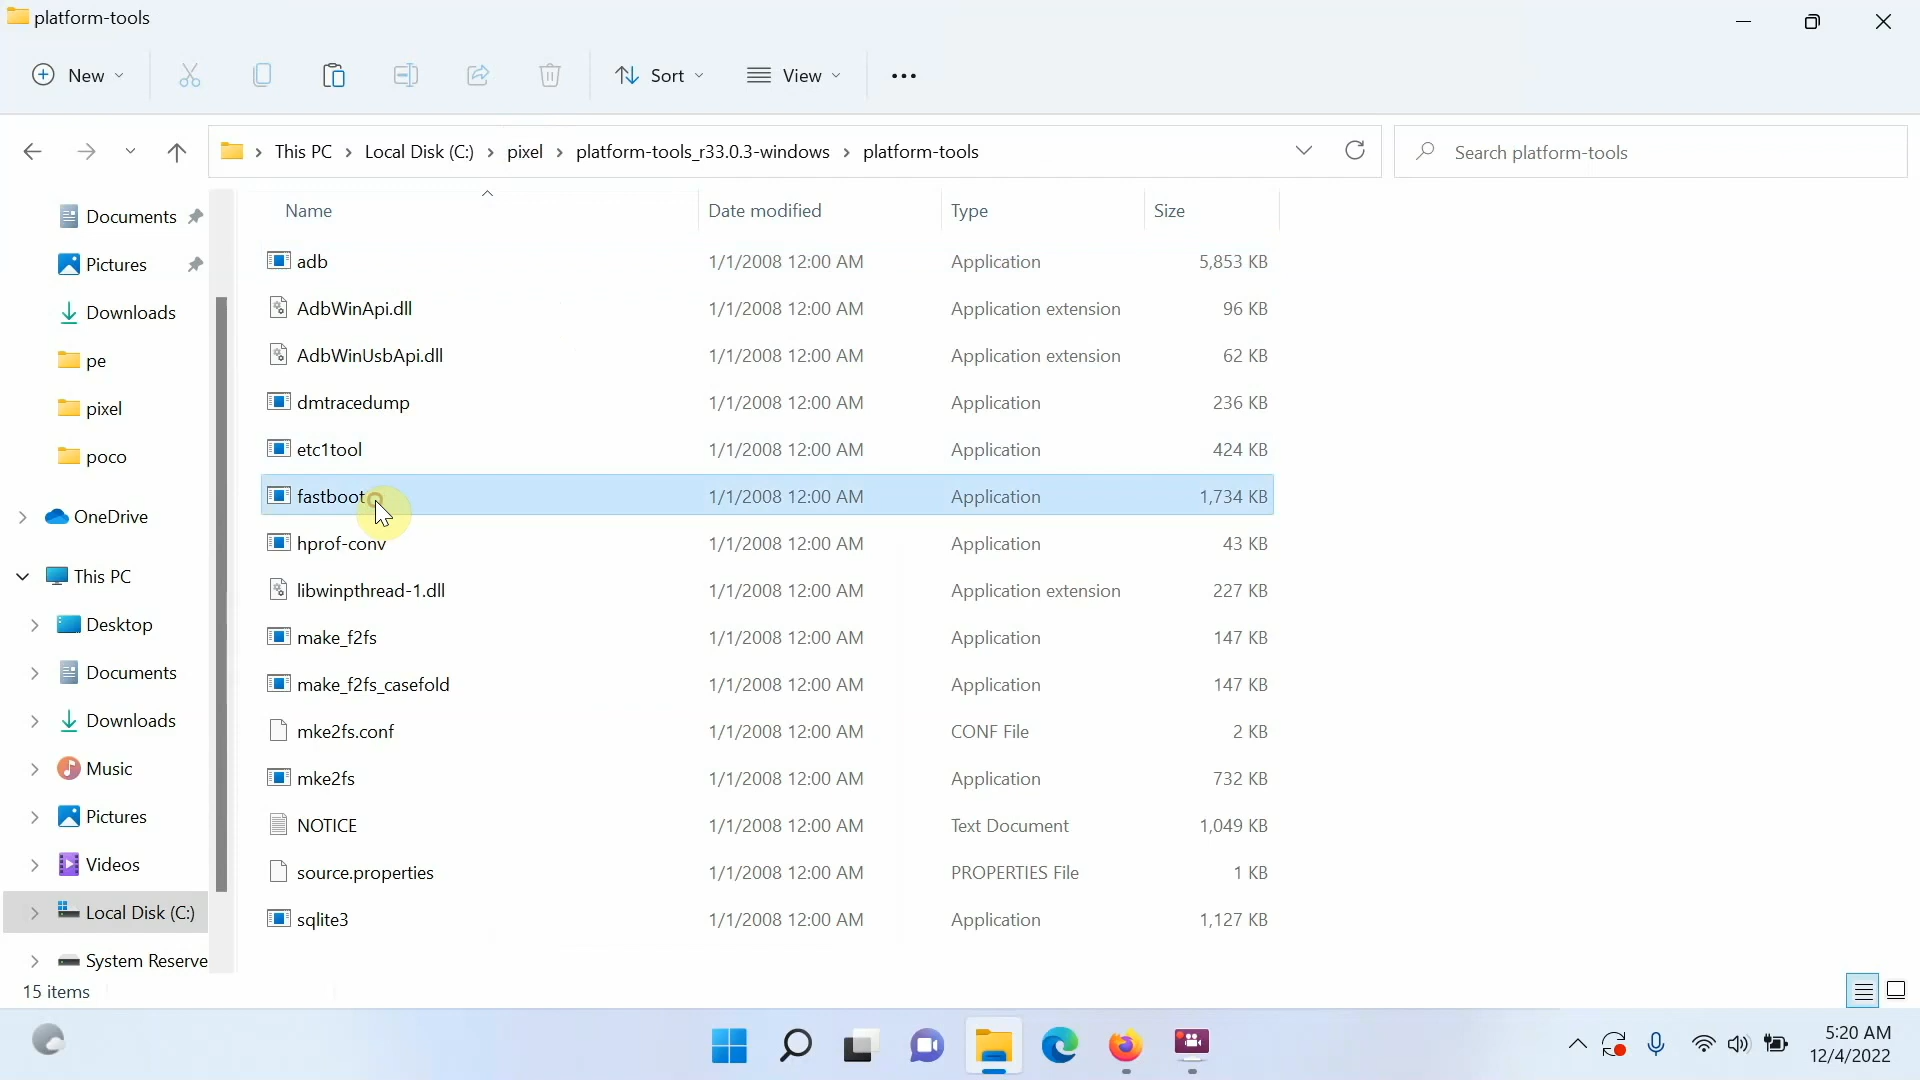 platform-tools
New
Sort
View
This PC
Local Disk (C:)
pixel
platform-tools_r33.0.3-windows
platform-tools
Search platform-tools
Documents
Pictures
Downloads
pe
pixel
poco
OneDrive
This PC
Desktop
Documents
Downloads
Music
Pictures
Videos
Local Disk (C:)
System Reserve
Name Date modified Type Size
adb 1/1/2008 12:00 AM Application 5,853 KB
AdbWinApi.dll 1/1/2008 12:00 AM Application extension 96 KB
AdbWinUsbApi.dll 1/1/2008 12:00 AM Application extension 62 KB
dmtracedump 1/1/2008 12:00 AM Application 236 KB
etc1tool 1/1/2008 12:00 AM Application 424 KB
fastboot 1/1/2008 12:00 AM Application 1,734 KB
hprof-conv 1/1/2008 12:00 AM Application 43 KB
libwinpthread-1.dll 1/1/2008 12:00 AM Application extension 227 KB
make_f2fs 1/1/2008 12:00 AM Application 147 KB
make_f2fs_casefold 1/1/2008 12:00 AM Application 147 KB
mke2fs.conf 1/1/2008 12:00 AM CONF File 2 KB
mke2fs 1/1/2008 12:00 AM Application 732 KB
NOTICE 1/1/2008 12:00 AM Text Document 1,049 KB
source.properties 1/1/2008 12:00 AM PROPERTIES File 1 KB
sqlite3 1/1/2008 12:00 AM Application 1,127 KB
15 items
5:20 AM
12/4/2022